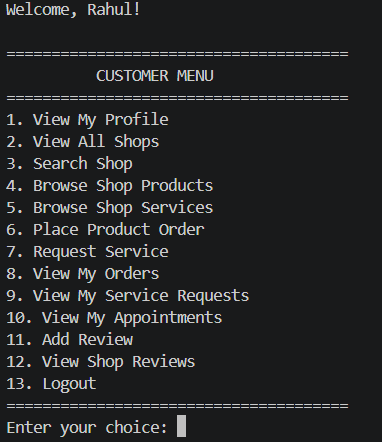 Welcome, Rahul!
======================================
CUSTOMER MENU
======================================
1. View My Profile
2. View All Shops
3. Search Shop
4. Browse Shop Products
5. Browse Shop Services
6. Place Product Order
7. Request Service
8. View My Orders
9. View My Service Requests
10. View My Appointments
11. Add Review
12. View Shop Reviews
13. Logout
======================================
Enter your choice: